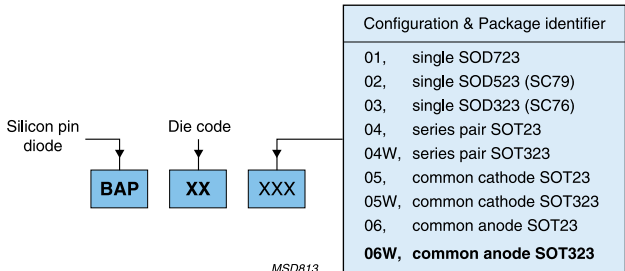 Configuration & Package identifier
01, single SOD723
02, single SOD523 (SC79)
03, single SOD323 (SC76)
04, series pair SOT23
04W, series pair SOT323
05, common cathode SOT23
05W, common cathode SOT323
06, common anode SOT23
06W, common anode SOT323
Silicon pin
diode
Die code
BAP XX XXX
MSD813